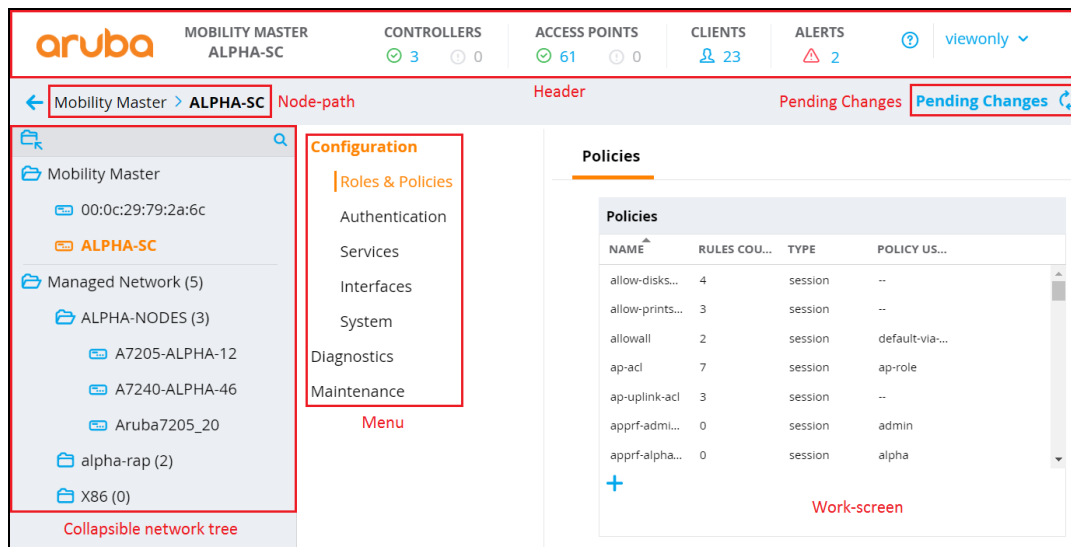 aruba MOBILITY MASTER CONTROLLERS ACCESS POINTS CLIENTS ALERTS
ALPHA-SC 3 0 61 0 23 2 viewonly
Mobility Master > ALPHA-SC Node-path Header Pending Changes Pending Changes
Mobility Master
00:0c:29:79:2a:6c
ALPHA-SC
Managed Network (5)
ALPHA-NODES (3)
A7205-ALPHA-12
A7240-ALPHA-46
Aruba7205_20
alpha-rap (2)
X86 (0)
Collapsible network tree
Configuration
Roles & Policies
Authentication
Services
Interfaces
System
Diagnostics
Maintenance
Menu
Policies
Policies
NAME RULES COU... TYPE POLICY US...
allow-disks... 4 session --
allow-prints... 3 session --
allowall 2 session default-via-...
ap-acl 7 session ap-role
ap-uplink-acl 3 session --
apprf-admi... 0 session admin
apprf-alpha... 0 session alpha
+
Work-screen